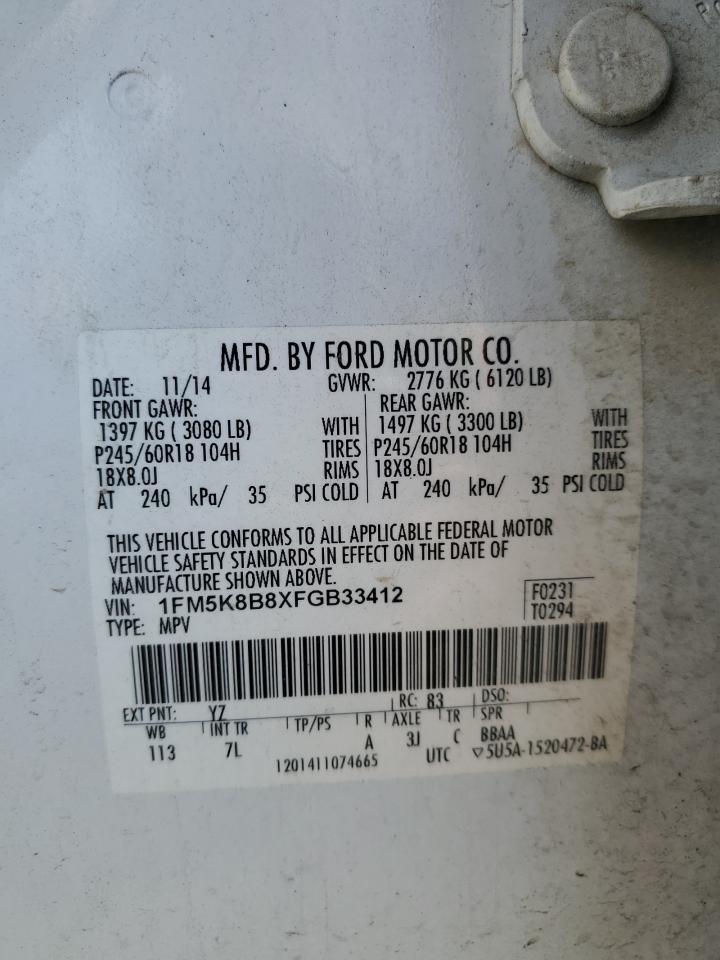 MFD. BY FORD MOTOR CO.
DATE: 11/14 GVWR: 2776 KG ( 6120 LB)
FRONT GAWR: REAR GAWR:
1397 KG ( 3080 LB) WITH 1497 KG ( 3300 LB) WITH
P245/60R18 104H TIRES P245/60R18 104H TIRES
18X8.0J RIMS 18X8.0J RIMS
AT 240 kPa/ 35 PSI COLD AT 240 kPa/ 35 PSI COLD
THIS VEHICLE CONFORMS TO ALL APPLICABLE FEDERAL MOTOR
VEHICLE SAFETY STANDARDS IN EFFECT ON THE DATE OF
MANUFACTURE SHOWN ABOVE.
VIN: 1FM5K8B8XFGB33412 F0231
TYPE: MPV T0294
EXT PNT: YZ RC: 83 DSO:
WB INT TR TP/PS R AXLE TR SPR
113 7L A 3J C BBAA
1201411074665 UTC ▽5U5A-1520472-BA